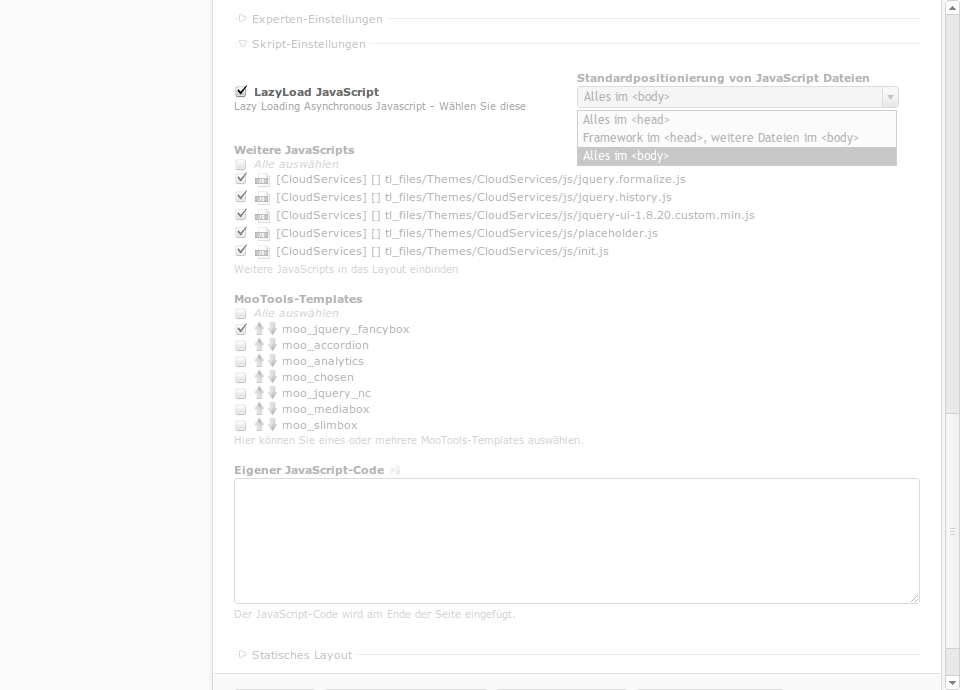 Experten-Einstellungen
Skript-Einstellungen
LazyLoad JavaScript
Lazy Loading Asynchronous Javascript - Wählen Sie diese
Standardpositionierung von JavaScript Dateien
Alles im <body>
Alles im <head>
Framework im <head>, weitere Dateien im <body>
Alles im <body>
Weitere JavaScripts
Alle auswählen
[CloudServices] [] tl_files/Themes/CloudServices/js/jquery.formalize.js
[CloudServices] [] tl_files/Themes/CloudServices/js/jquery.history.js
[CloudServices] [] tl_files/Themes/CloudServices/js/jquery-ui-1.8.20.custom.min.js
[CloudServices] [] tl_files/Themes/CloudServices/js/placeholder.js
[CloudServices] [] tl_files/Themes/CloudServices/js/init.js
Weitere JavaScripts in das Layout einbinden
MooTools-Templates
Alle auswählen
moo_jquery_fancybox
moo_accordion
moo_analytics
moo_chosen
moo_jquery_nc
moo_mediabox
moo_slimbox
Hier können Sie eines oder mehrere MooTools-Templates auswählen.
Eigener JavaScript-Code
Der JavaScript-Code wird am Ende der Seite eingefügt.
Statisches Layout